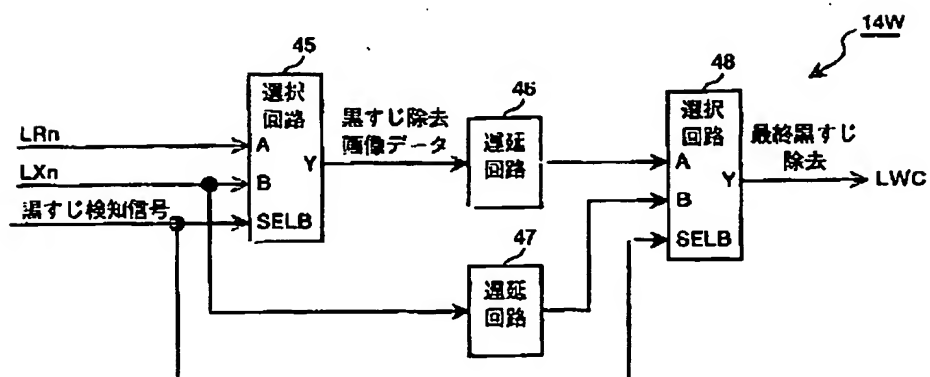 14W
45
選択
回路
A
B
Y
SELB
LRn
LXn
黒すじ検知信号
黒すじ除去
画像データ
46
遅延
回路
47
遅延
回路
48
選択
回路
A
B
Y
SELB
最終黒すじ
除去
LWC